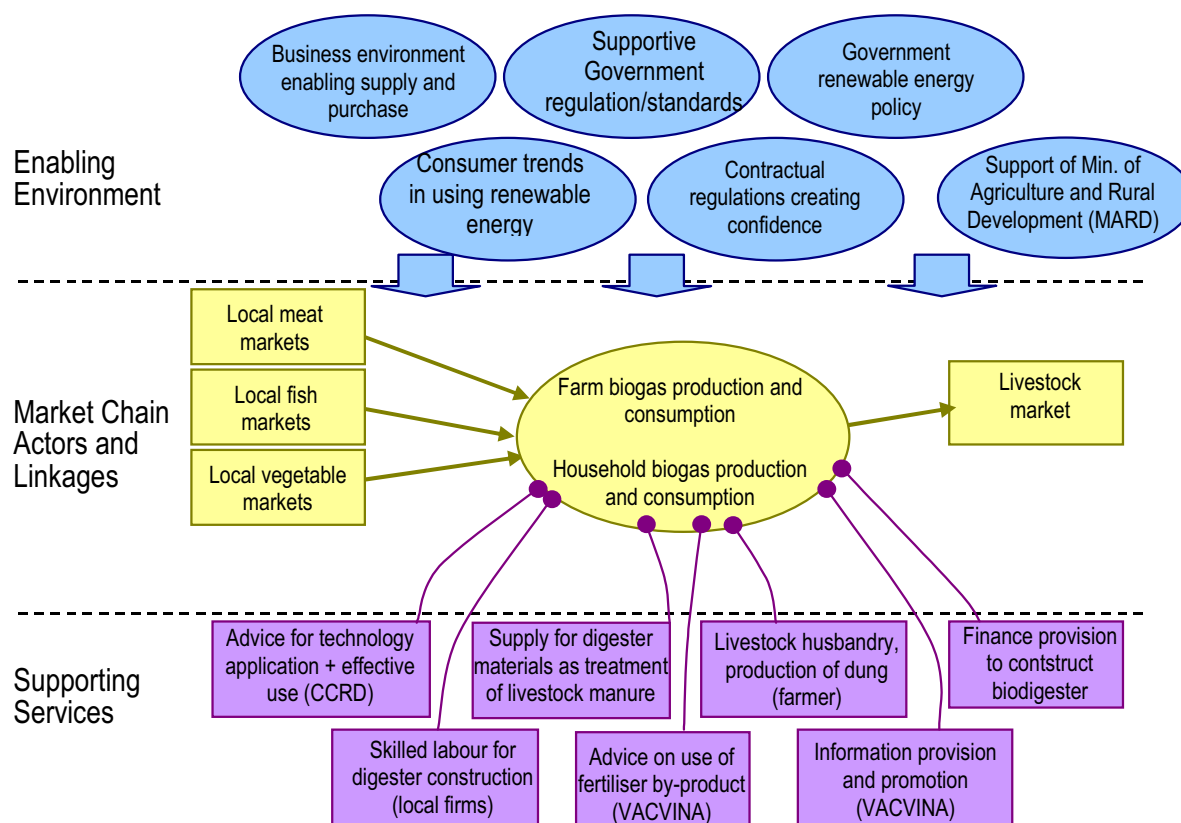 Business environment
enabling supply and
purchase
Supportive
Government
regulation/standards
Government
renewable energy
policy
Enabling
Environment
Consumer trends
in using renewable
energy
Contractual
regulations creating
confidence
Support of Min. of
Agriculture and Rural
Development (MARD)
Local meat
markets
Local fish
markets
Local vegetable
markets
Market Chain
Actors and
Linkages
Farm biogas production and
consumption
Household biogas production
and consumption
Livestock
market
Supporting
Services
Advice for technology
application + effective
use (CCRD)
Supply for digester
materials as treatment
of livestock manure
Livestock husbandry,
production of dung
(farmer)
Finance provision
to contstruct
biodigester
Skilled labour for
digester construction
(local firms)
Advice on use of
fertiliser by-product
(VACVINA)
Information provision
and promotion
(VACVINA)